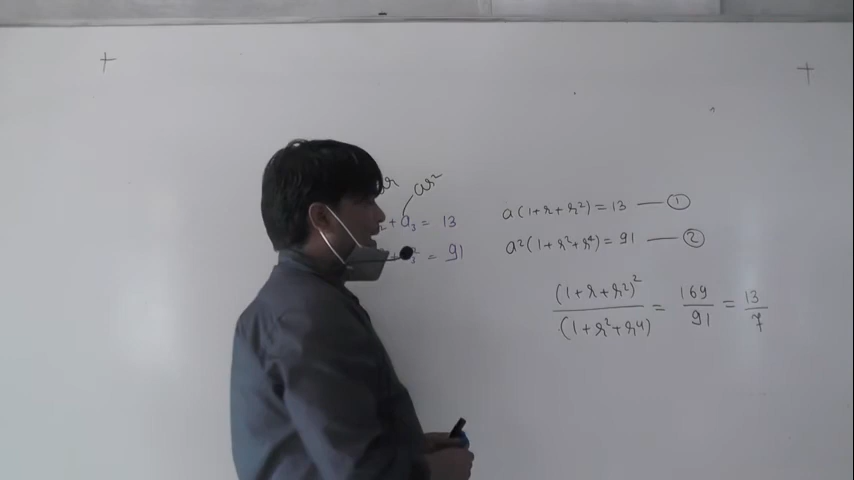 ar²
+ a₃ = 13
= 91
a(1+r+r²) = 13 — ①
a²(1+r²+r⁴) = 91 — ②
(1+r+r²)² / (1+r²+r⁴) = 169/91 = 13/7